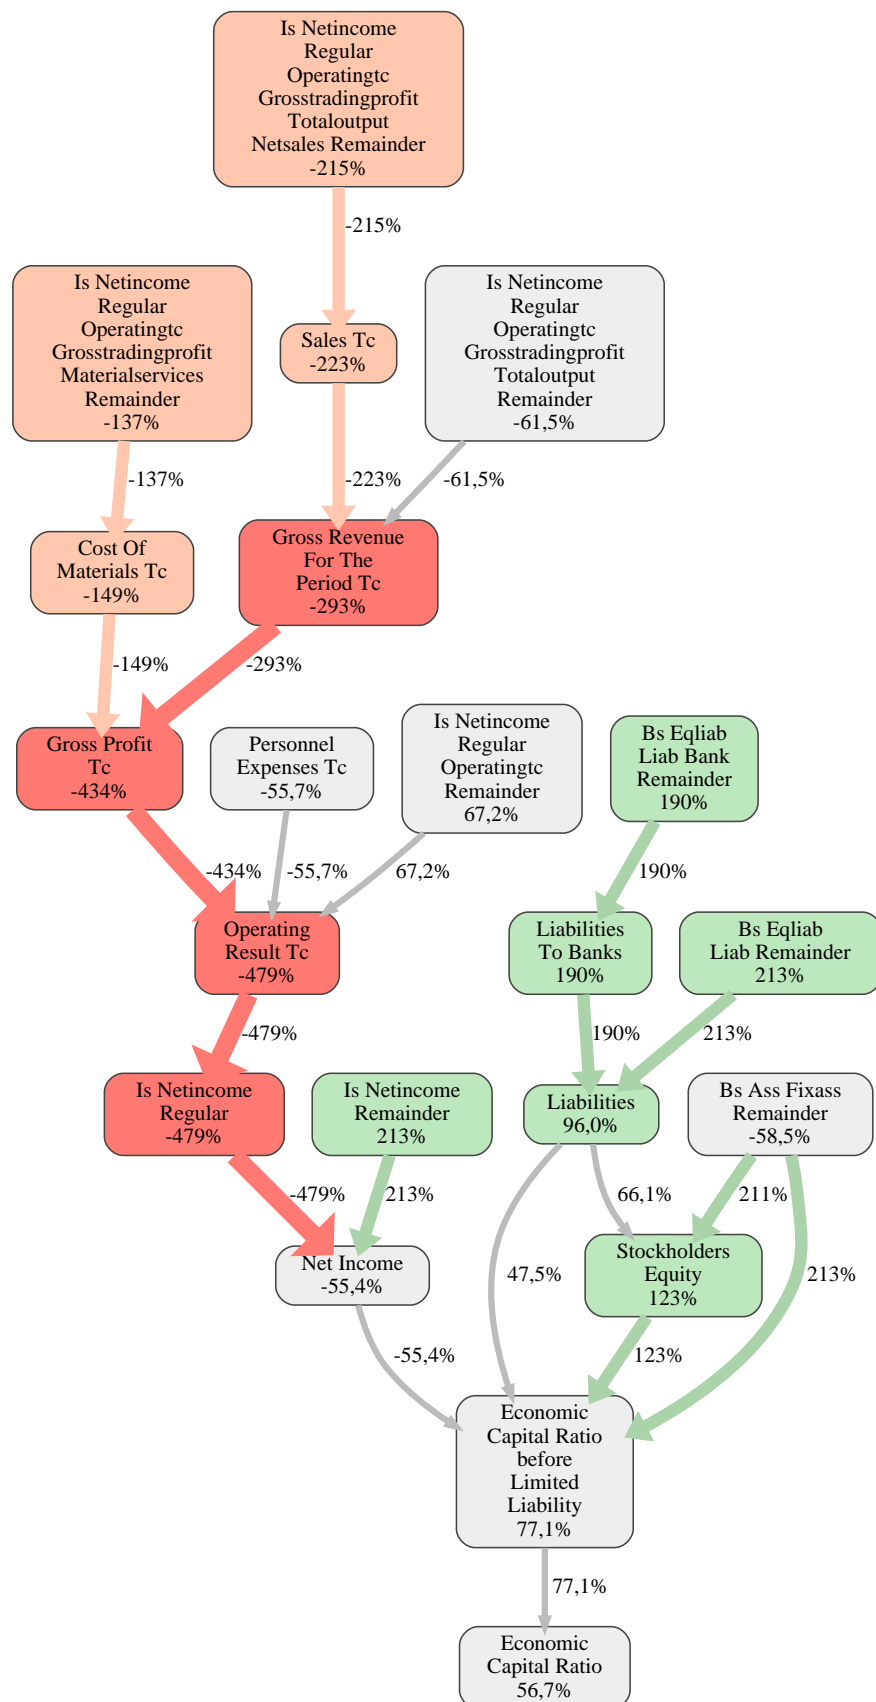 Is Netincome
Regular
Operatingtc
Grosstradingprofit
Totaloutput
Netsales Remainder
-215%
-215%
Is Netincome
Regular
Operatingtc
Grosstradingprofit
Materialservices
Remainder
-137%
Sales Tc
-223%
Is Netincome
Regular
Operatingtc
Grosstradingprofit
Totaloutput
Remainder
-61,5%
-137%
-223%
-61,5%
Cost Of
Materials Tc
-149%
Gross Revenue
For The
Period Tc
-293%
-149%
-293%
Gross Profit
Tc
-434%
Personnel
Expenses Tc
-55,7%
Is Netincome
Regular
Operatingtc
Remainder
67,2%
Bs Eqliab
Liab Bank
Remainder
190%
-434%
-55,7%
67,2%
190%
Operating
Result Tc
-479%
Liabilities
To Banks
190%
Bs Eqliab
Liab Remainder
213%
-479%
190%
213%
Is Netincome
Regular
-479%
Is Netincome
Remainder
213%
Liabilities
96,0%
Bs Ass Fixass
Remainder
-58,5%
-479%
213%
66,1%
211%
Net Income
-55,4%
47,5%
Stockholders
Equity
123%
213%
-55,4%
123%
Economic
Capital Ratio
before
Limited
Liability
77,1%
77,1%
Economic
Capital Ratio
56,7%